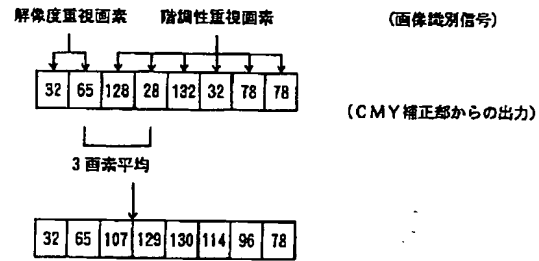 解像度重視画素 階調性重視画素 (画像識別信号)
32 65 128 28 132 32 78 78
(CMY補正部からの出力)
3画素平均
32 65 107 129 130 114 96 78